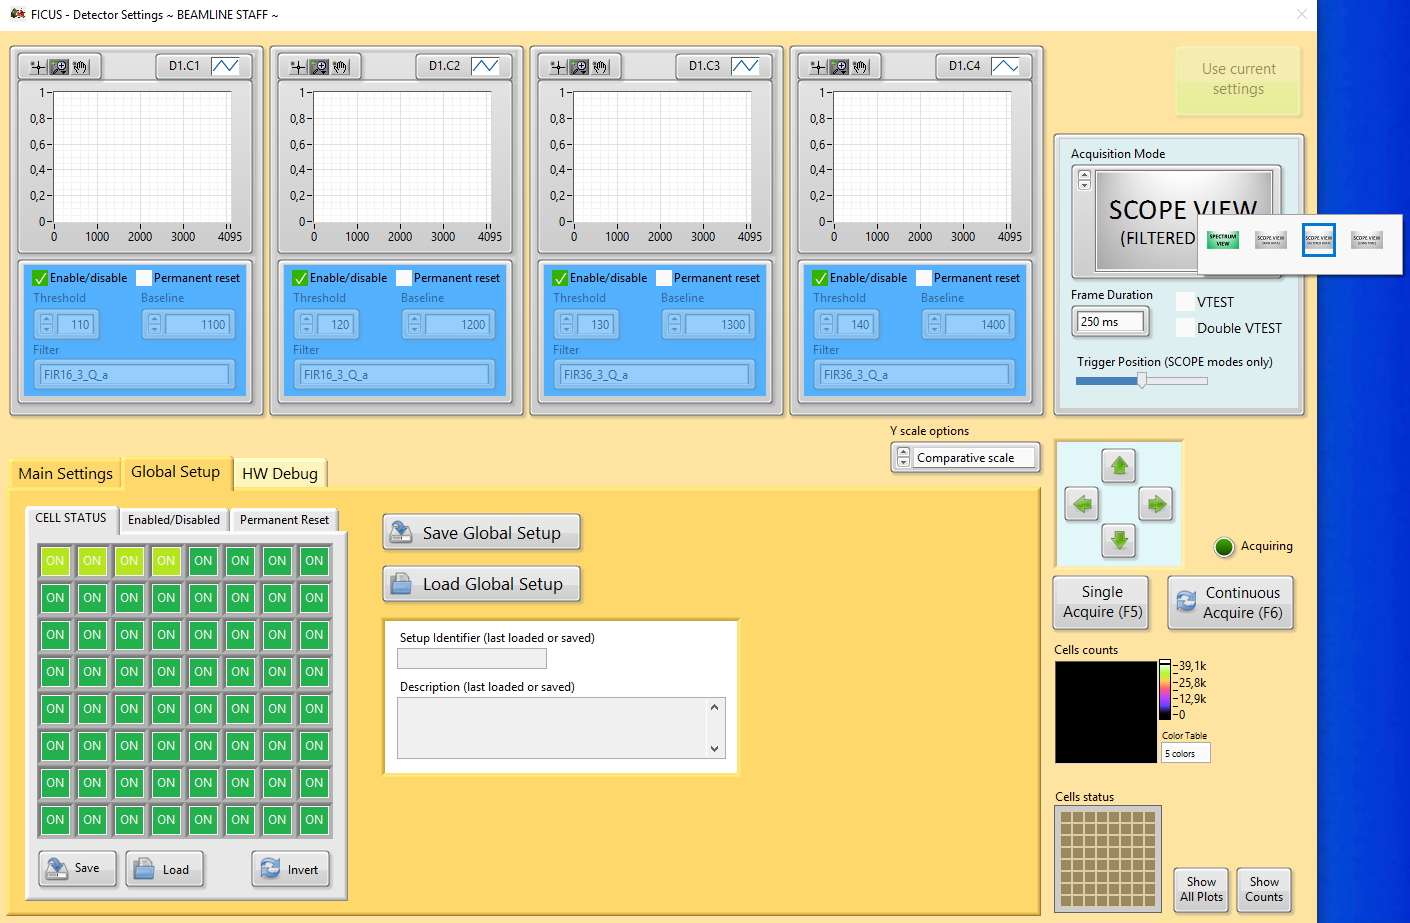 FICUS - Detector Settings ~ BEAMLINE STAFF ~
D1.C1
D1.C2
D1.C3
D1.C4
1
0,8
0,6
0,4
0,2
0
0 1000 2000 3000 4095
1
0,8
0,6
0,4
0,2
0
0 1000 2000 3000 4095
1
0,8
0,6
0,4
0,2
0
0 1000 2000 3000 4095
1
0,8
0,6
0,4
0,2
0
0 1000 2000 3000 4095
Enable/disable Permanent reset
Threshold Baseline
110 1100
Filter
FIR16_3_Q_a
Enable/disable Permanent reset
Threshold Baseline
120 1200
Filter
FIR16_3_Q_a
Enable/disable Permanent reset
Threshold Baseline
130 1300
Filter
FIR36_3_Q_a
Enable/disable Permanent reset
Threshold Baseline
140 1400
Filter
FIR36_3_Q_a
Use current
settings
Acquisition Mode
SCOPE VIEW
(FILTERED
SPECTRUM
VIEW
SCOPE VIEW
SCOPE VIEW
SCOPE VIEW
Frame Duration
250 ms
VTEST
Double VTEST
Trigger Position (SCOPE modes only)
Y scale options
Comparative scale
Main Settings
Global Setup
HW Debug
CELL STATUS
Enabled/Disabled
Permanent Reset
ON ON ON ON ON ON ON ON
ON ON ON ON ON ON ON ON
ON ON ON ON ON ON ON ON
ON ON ON ON ON ON ON ON
ON ON ON ON ON ON ON ON
ON ON ON ON ON ON ON ON
ON ON ON ON ON ON ON ON
ON ON ON ON ON ON ON ON
Save
Load
Invert
Save Global Setup
Load Global Setup
Setup Identifier (last loaded or saved)
Description (last loaded or saved)
Acquiring
Single
Acquire (F5)
Continuous
Acquire (F6)
Cells counts
39,1k
25,8k
12,9k
0
Color Table
5 colors
Cells status
Show
All Plots
Show
Counts